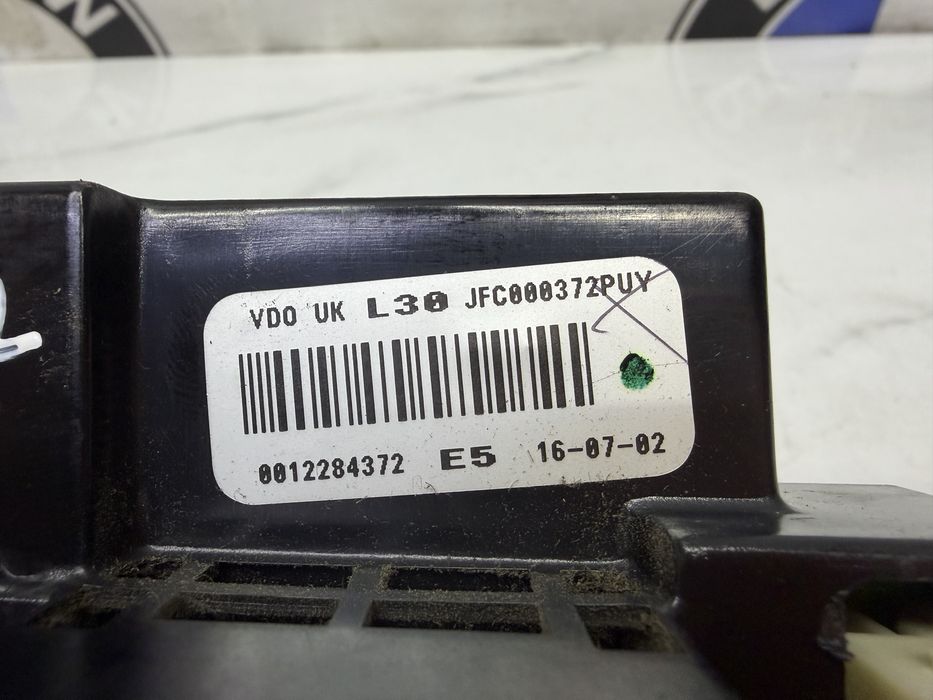 VDO UK L30 JFC000372PUY
0012284372 E5 16-07-02